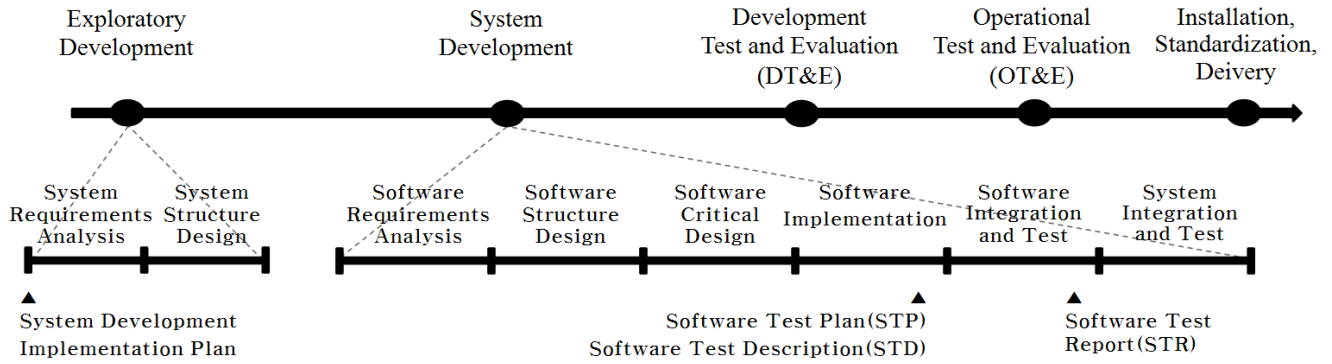 Exploratory
Development
System
Development
Development
Test and Evaluation
(DT&E)
Operational
Test and Evaluation
(OT&E)
Installation,
Standardization,
Deivery
System
Requirements
Analysis
System
Structure
Design
Software
Requirements
Analysis
Software
Structure
Design
Software
Critical
Design
Software
Implementation
Software
Integration
and Test
System
Integration
and Test
System Development
Implementation Plan
Software Test Plan(STP)
Software Test Description(STD)
Software Test
Report(STR)